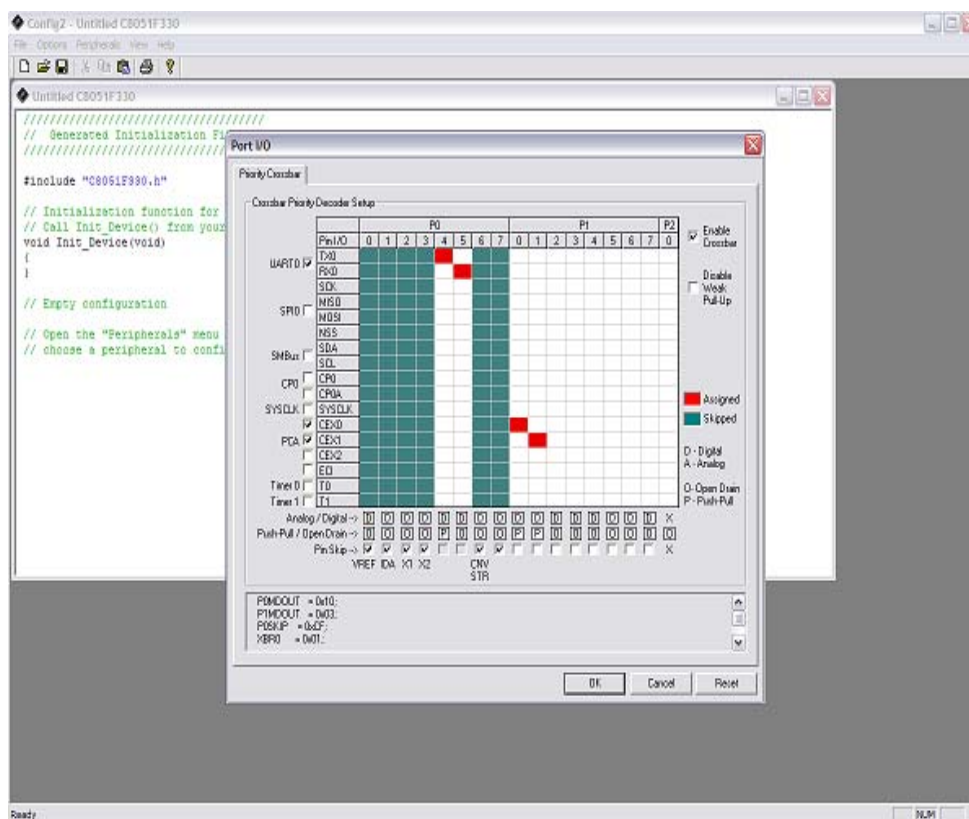 Config2 - Untitled C8051F330
File Options Peripherals View Help
Untitled C8051F330
////////////////////////////////////
// Generated Initialization Fi
#include "C8051F330.h"
// Initialization function for
// Call Init_Device() from your
void Init_Device(void)
{
}
// Empty configuration
// Open the "Peripherals" menu
// choose a peripheral to confi
Port I/O
Priority Crossbar
Crossbar Priority Decoder Setup
P0 P1 P2
Pin I/O 0 1 2 3 4 5 6 7 0 1 2 3 4 5 6 7 0
UART0 TX0
RX0
SCK
SPI0 MISO
MOSI
NSS
SMBus SDA
SCL
CP0 CP0
CP0A
SYSCLK SYSCLK
CEX0
PCA CEX1
CEX2
ECI
Timer 0 T0
Timer 1 T1
Enable Crossbar
Disable Weak Pull-Up
Assigned
Skipped
D - Digital
A - Analog
O - Open Drain
P - Push-Pull
Analog / Digital ->
Push-Pull / Open Drain ->
Pin Skip ->
VREF IDA X1 X2 CNV STR
P0MDOUT = 0x10;
P1MDOUT = 0x03;
P0SKIP = 0xCF;
XBR0 = 0x01;
OK Cancel Reset
Ready NUM